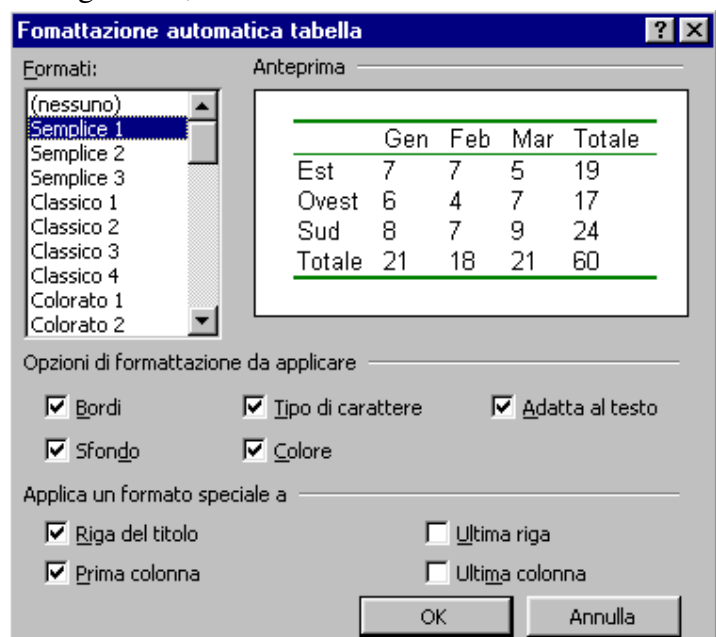 Fomattazione automatica tabella
Formati:
Anteprima
(nessuno)
Semplice 1
Semplice 2
Semplice 3
Classico 1
Classico 2
Classico 3
Classico 4
Colorato 1
Colorato 2
Gen Feb Mar Totale
Est 7 7 5 19
Ovest 6 4 7 17
Sud 8 7 9 24
Totale 21 18 21 60
Opzioni di formattazione da applicare
Bordi Tipo di carattere Adatta al testo
Sfondo Colore
Applica un formato speciale a
Riga del titolo Ultima riga
Prima colonna Ultima colonna
OK Annulla